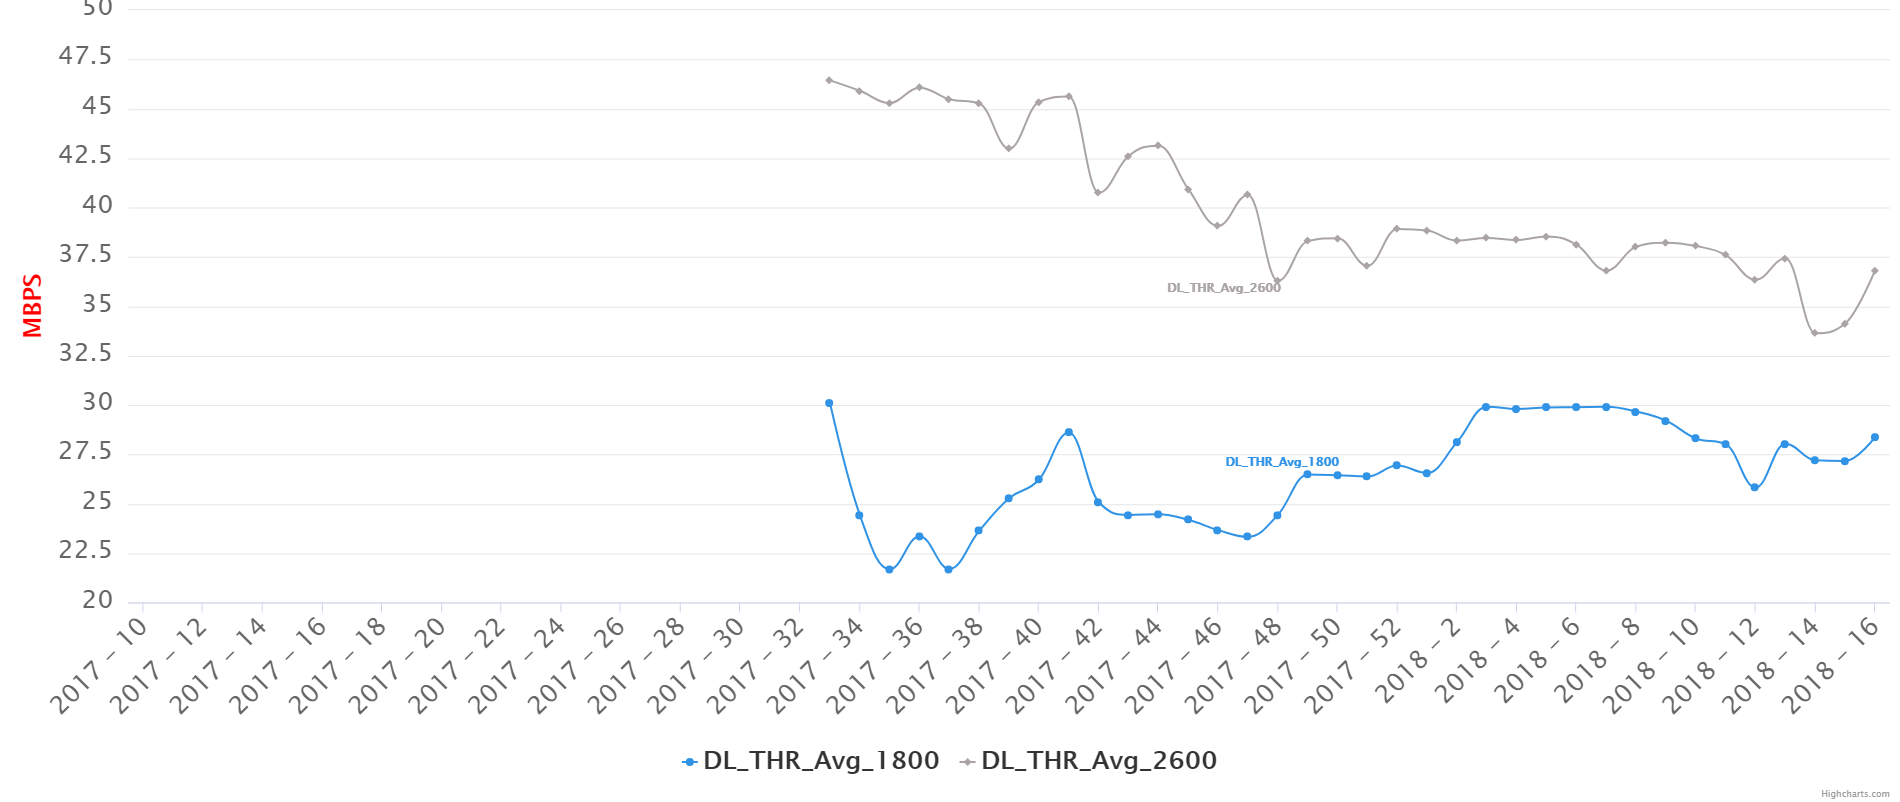 50
47.5
45
42.5
40
37.5
35
32.5
30
27.5
25
22.5
20
MBPS
DL_THR_Avg_2600
DL_THR_Avg_1800
2017 - 10
2017 - 12
2017 - 14
2017 - 16
2017 - 18
2017 - 20
2017 - 22
2017 - 24
2017 - 26
2017 - 28
2017 - 30
2017 - 32
2017 - 34
2017 - 36
2017 - 38
2017 - 40
2017 - 42
2017 - 44
2017 - 46
2017 - 48
2017 - 50
2017 - 52
2018 - 2
2018 - 4
2018 - 6
2018 - 8
2018 - 10
2018 - 12
2018 - 14
2018 - 16
DL_THR_Avg_1800 DL_THR_Avg_2600
Highcharts.com